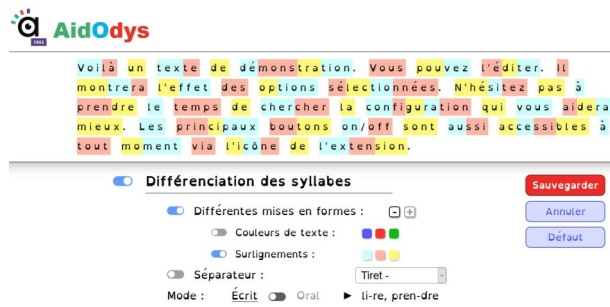 FREE
AidOdys
Voilà un texte de démonstration. Vous pouvez l'éditer. Il
montrera l'effet des options sélectionnées. N'hésitez pas à
prendre le temps de chercher la configuration qui vous aidera
mieux. Les principaux boutons on/off sont aussi accessibles à
tout moment via l'icône de l'extension.
Différenciation des syllabes
Sauvegarder
Différentes mises en formes : - +
Annuler
Couleurs de texte :
Défaut
Surlignements :
Séparateur : Tiret -
Mode : Écrit Oral ► li-re, pren-dre